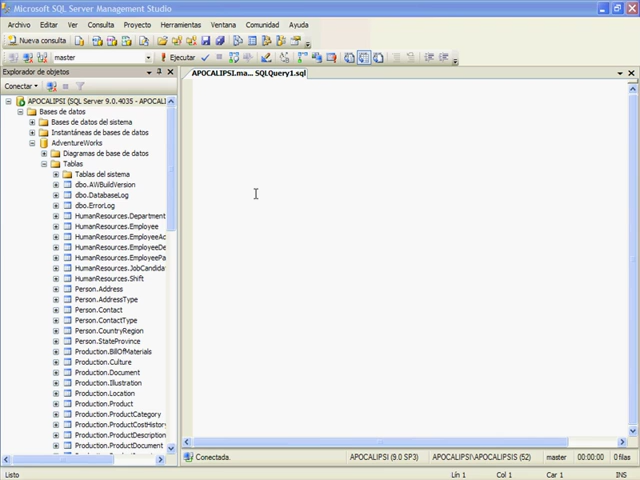 Microsoft SQL Server Management Studio
Archivo Editar Ver Consulta Proyecto Herramientas Ventana Comunidad Ayuda
Nueva consulta
master Ejecutar
Explorador de objetos
APOCALIPSI.ma... SQLQuery1.sql
Conectar
APOCALIPSI (SQL Server 9.0.4035 - APOCALI
Bases de datos
Bases de datos del sistema
Instantáneas de bases de datos
AdventureWorks
Diagramas de base de datos
Tablas
Tablas del sistema
dbo.AWBuildVersion
dbo.DatabaseLog
dbo.ErrorLog
HumanResources.Department
HumanResources.Employee
HumanResources.EmployeeAd
HumanResources.EmployeeDe
HumanResources.EmployeePa
HumanResources.JobCandida
HumanResources.Shift
Person.Address
Person.AddressType
Person.Contact
Person.ContactType
Person.CountryRegion
Person.StateProvince
Production.BillOfMaterials
Production.Culture
Production.Document
Production.Illustration
Production.Location
Production.Product
Production.ProductCategory
Production.ProductCostHistory
Production.ProductDescription
Production.ProductDocument
Conectada. APOCALIPSI (9.0 SP3) APOCALIPSI\APOCALIPSIS (52) master 00:00:00 0 filas
Listo Lín 1 Col 1 Car 1 INS